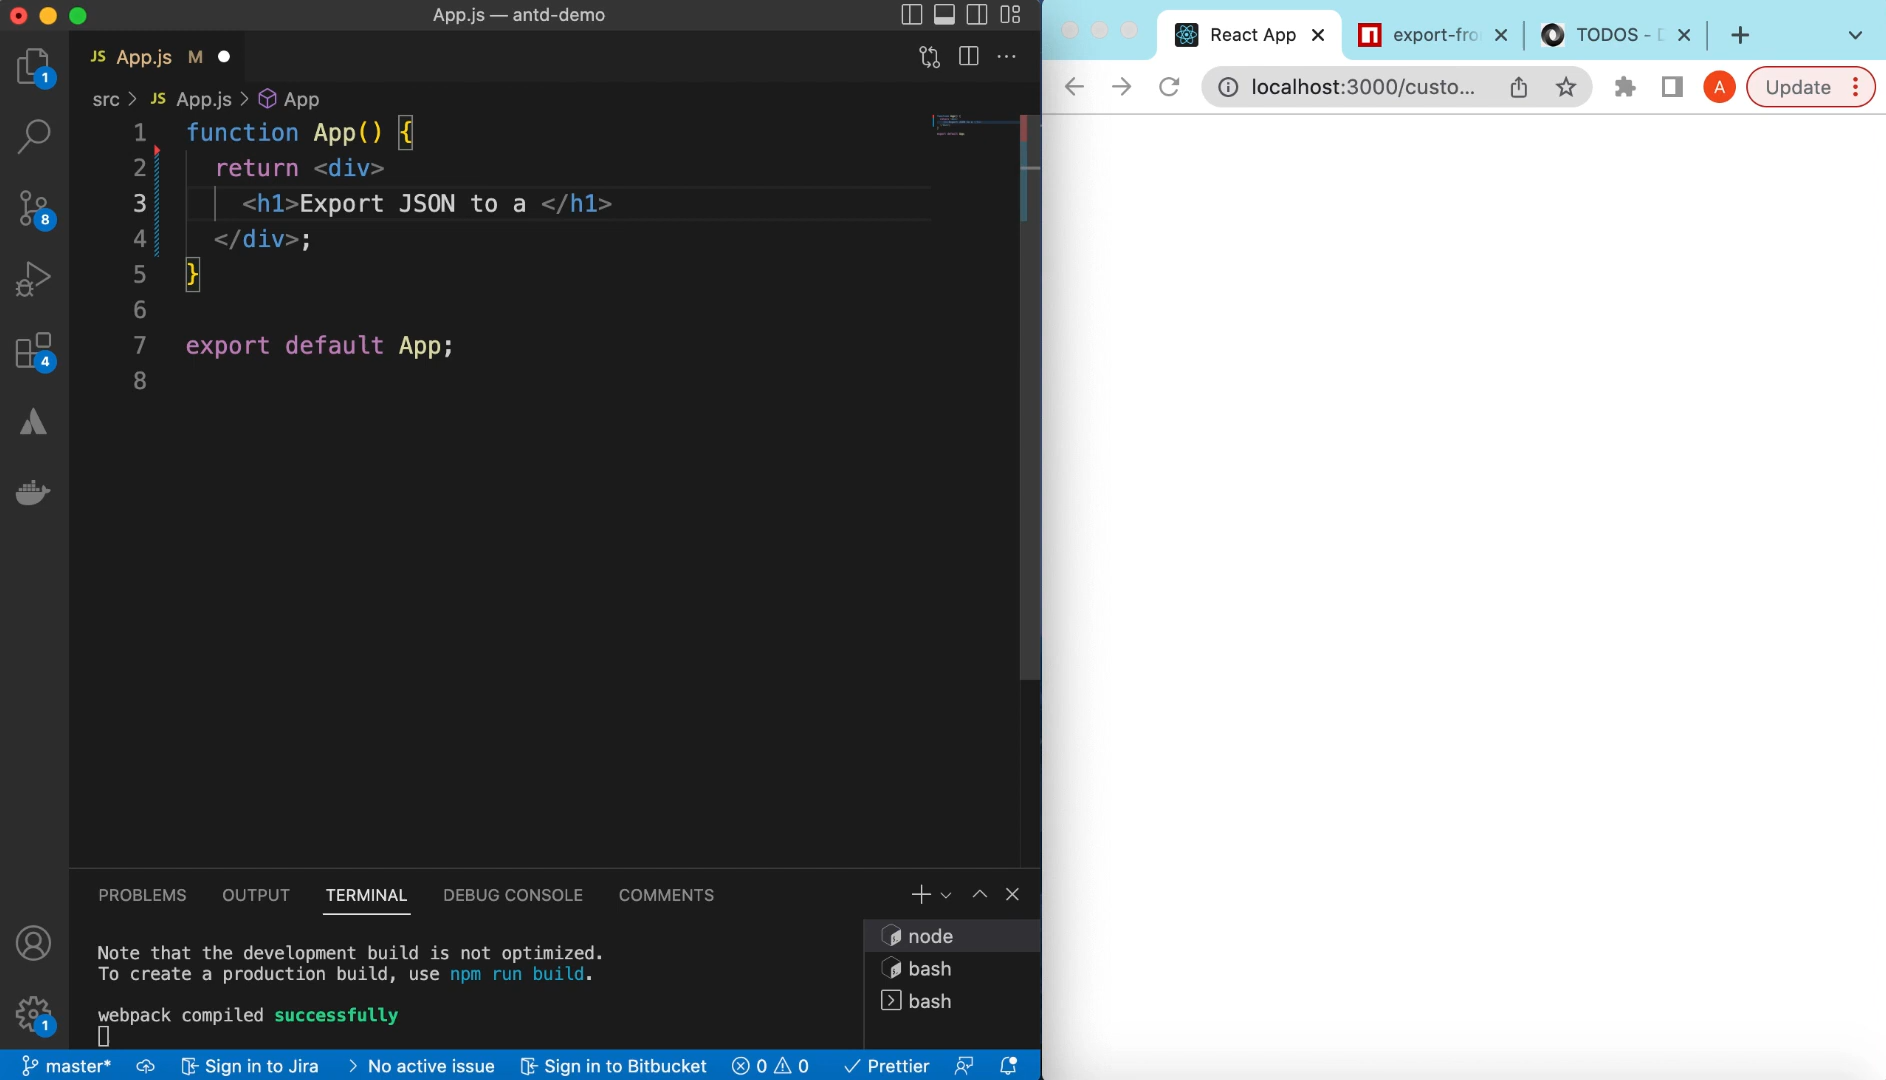 App.js — antd-demo
JS App.js M
src > JS App.js > App
1 function App() {
2 return <div>
3 <h1>Export JSON to a </h1>
4 </div>;
5 }
6
7 export default App;
8
1
8
4
1
PROBLEMS OUTPUT TERMINAL DEBUG CONSOLE COMMENTS
Note that the development build is not optimized.
To create a production build, use npm run build.
webpack compiled successfully
node
bash
bash
master* Sign in to Jira > No active issue Sign in to Bitbucket 0 0 Prettier
React App export-fro TODOS -
localhost:3000/custo... A Update